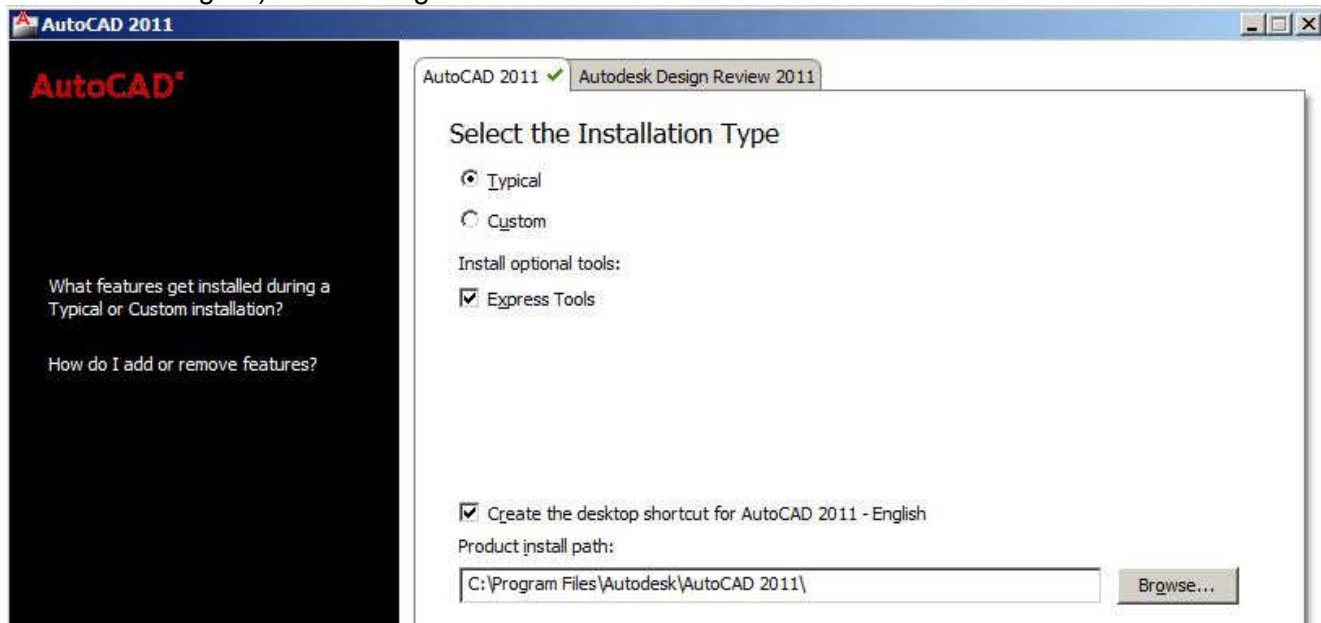 AutoCAD 2011
AutoCAD
What features get installed during a
Typical or Custom installation?
How do I add or remove features?
AutoCAD 2011
Autodesk Design Review 2011
Select the Installation Type
Typical
Custom
Install optional tools:
Express Tools
Create the desktop shortcut for AutoCAD 2011 - English
Product install path:
C:\Program Files\Autodesk\AutoCAD 2011\
Browse...